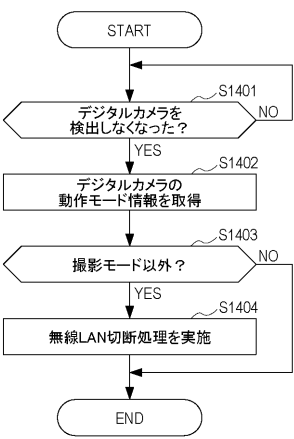 START
S1401
デジタルカメラを
検出しなくなった？
NO
YES
S1402
デジタルカメラの
動作モード情報を取得
S1403
撮影モード以外？
NO
YES
S1404
無線LAN切断処理を実施
END